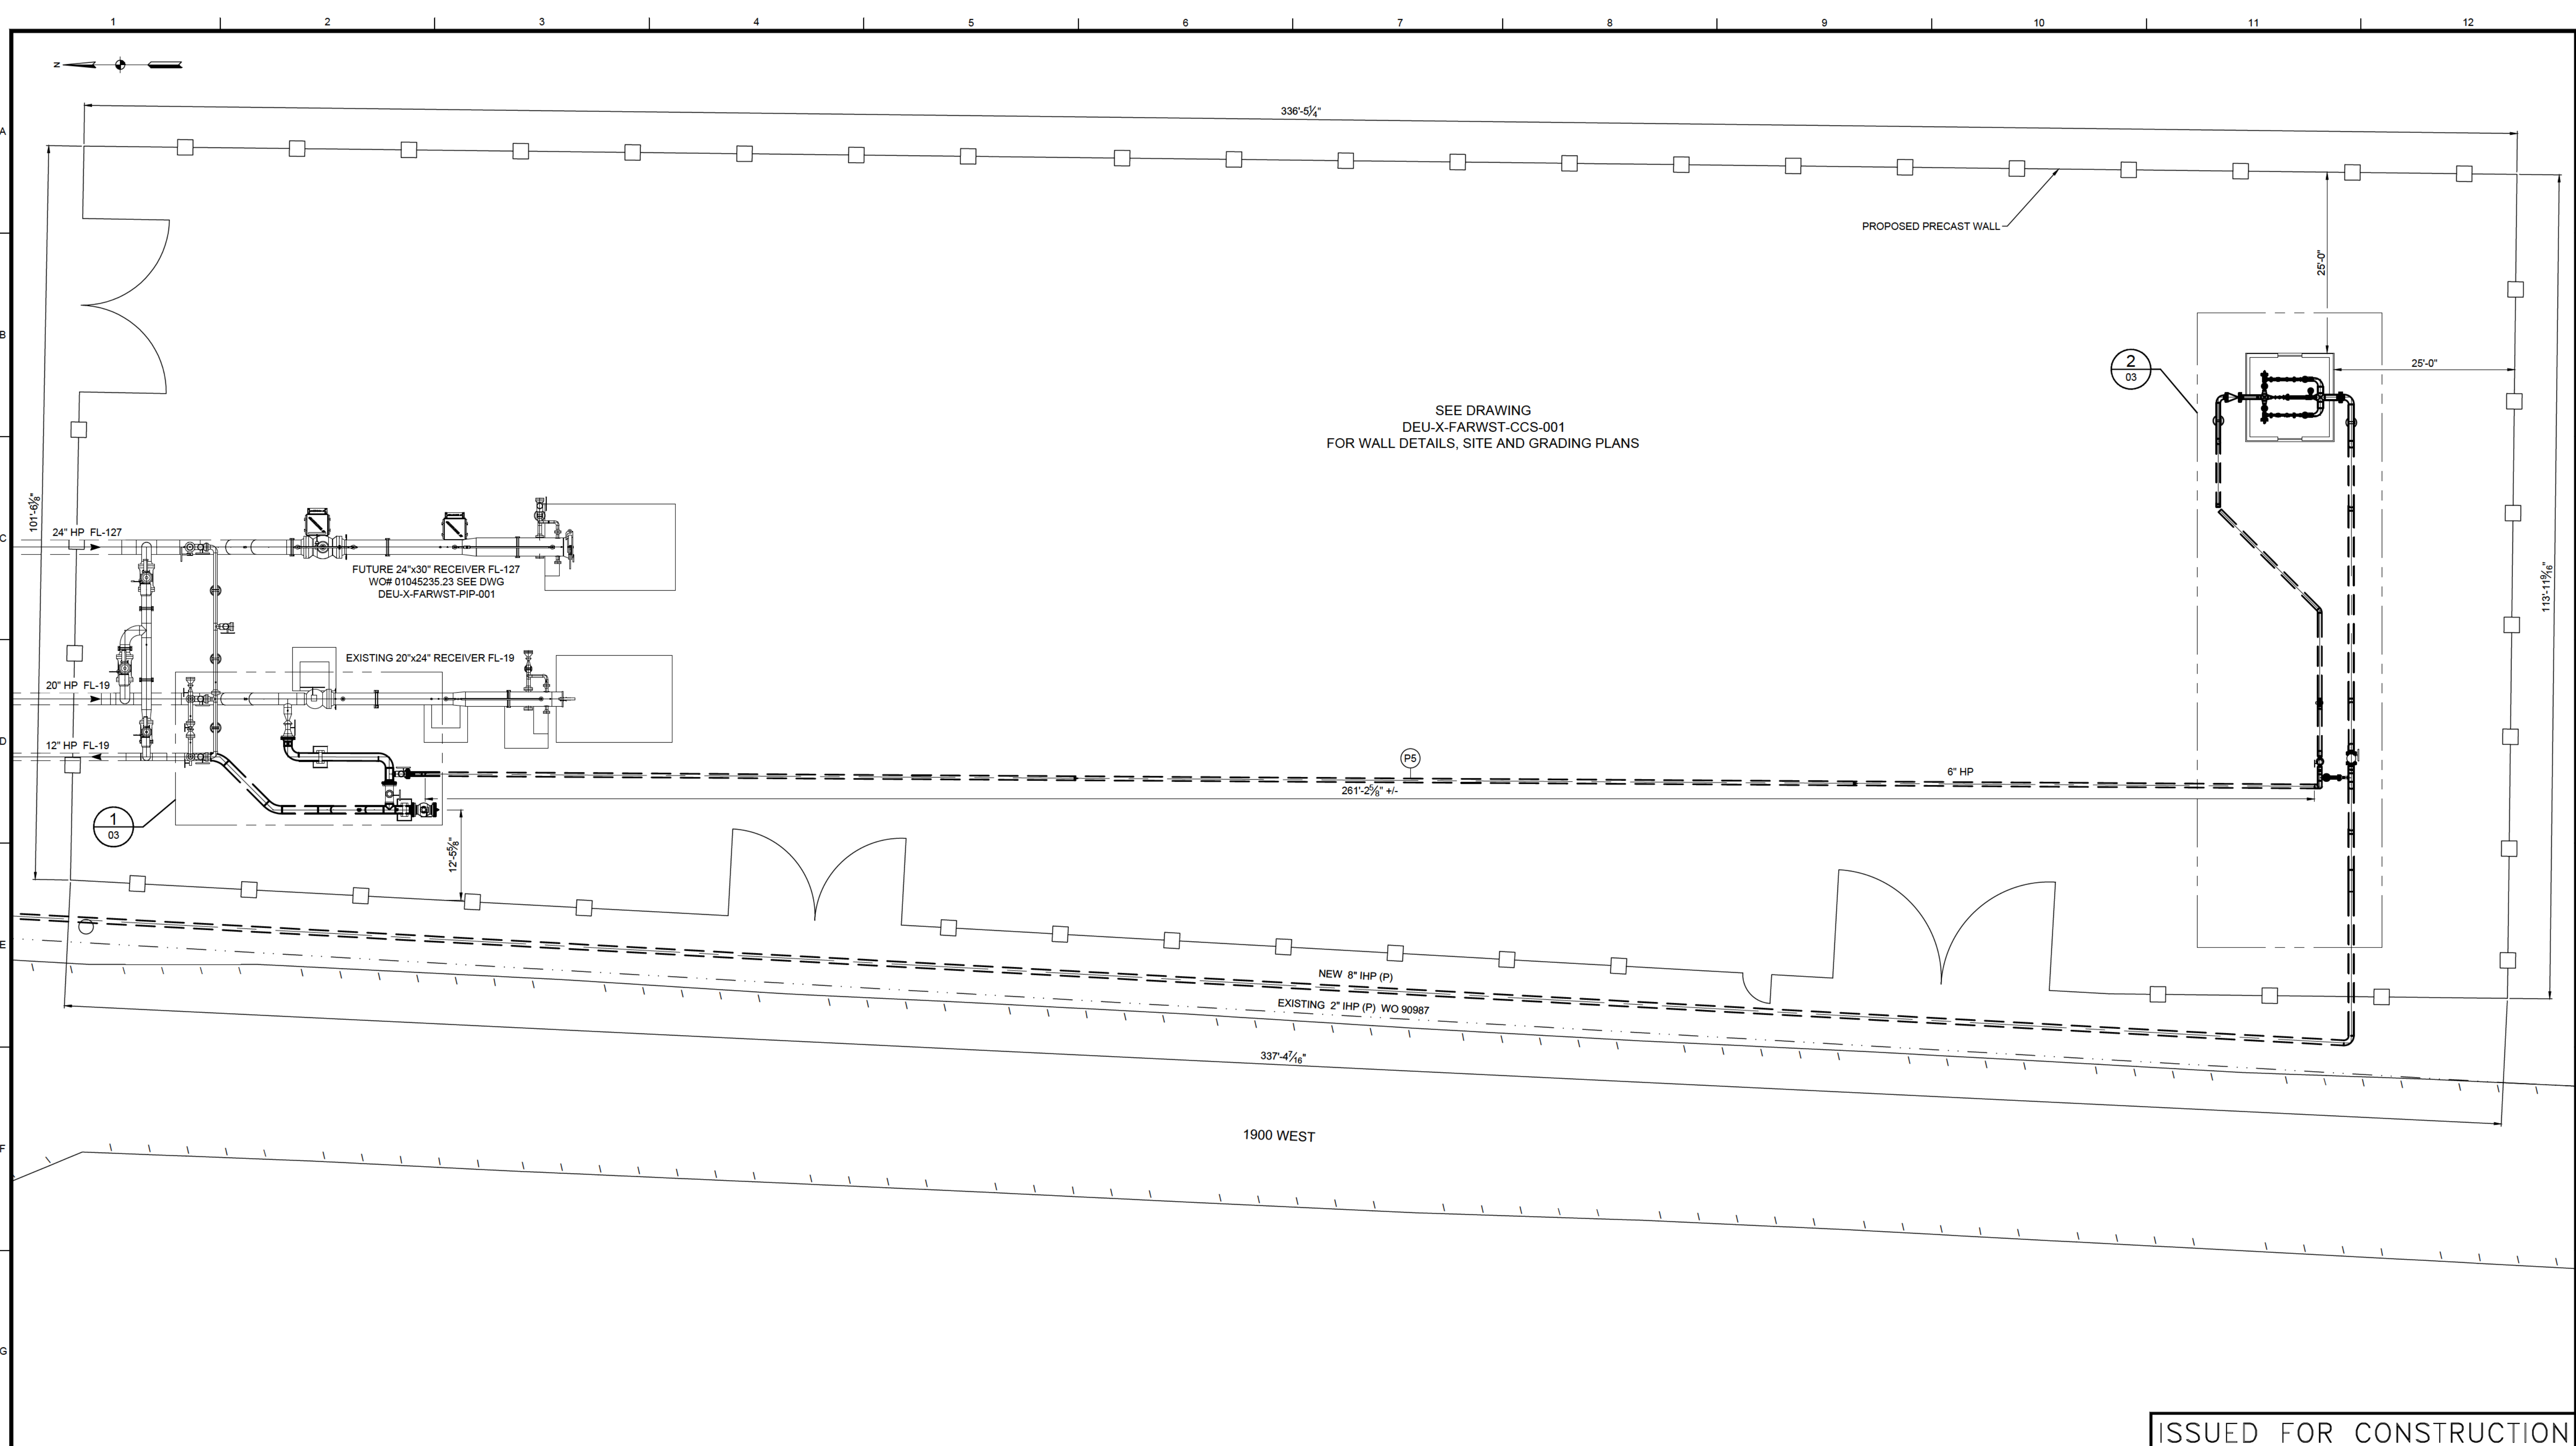 1 2 3 4 5 6 7 8 9 10 11 12
N
336'-5¼"
A
PROPOSED PRECAST WALL
25'-0"
B
25'-0"
2
03
SEE DRAWING
DEU-X-FARWST-CCS-001
FOR WALL DETAILS, SITE AND GRADING PLANS
101'-6⅛"
24" HP FL-127
C
FUTURE 24"x30" RECEIVER FL-127
WO# 01045235.23 SEE DWG
DEU-X-FARWST-PIP-001
113'-11 9⁄16"
EXISTING 20"x24" RECEIVER FL-19
20" HP FL-19
D
12" HP FL-19
P5
6" HP
261'-2⅝" +/-
1
03
12'-5⅝"
E
NEW 8" IHP (P)
EXISTING 2" IHP (P) WO 90987
337'-4 7⁄16"
1900 WEST
F
G
ISSUED FOR CONSTRUCTION